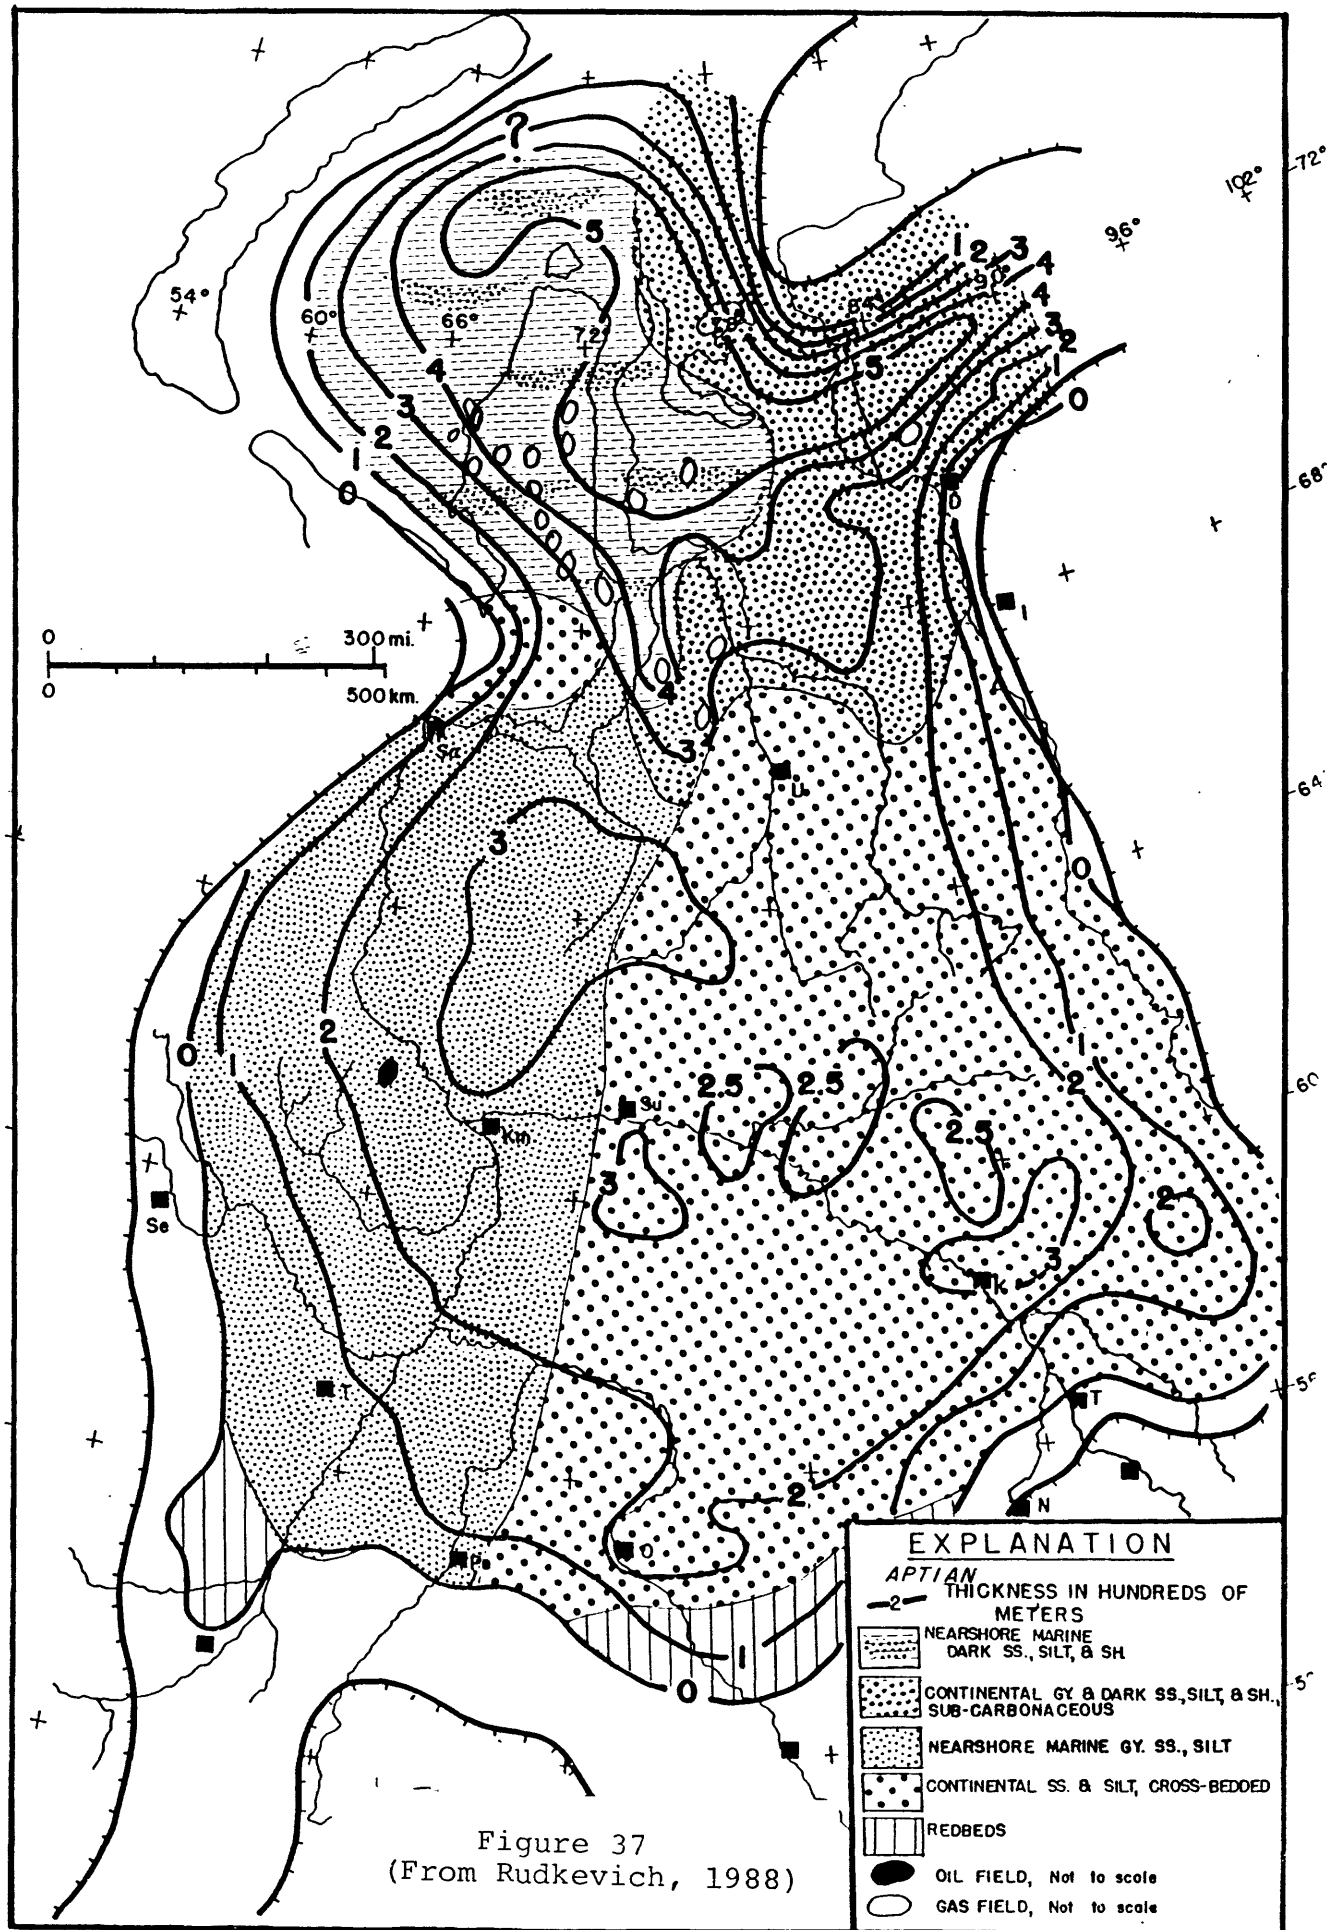 72°
102°
96°
?
5
54°
60°
66°
72°
78°
84°
90°
1
2
3
4
4
3
2
1
0
5
4
3
2
1
0
68°
D
I
0
300 mi.
0
500 km.
4
3
Sa
U
64
3
0
2
0
1
1
2
60
2.5
2.5
2.5
Su
Km
3
2
Se
3
K
T
56
T
2
N
O
Pe
1
0
EXPLANATION
APTIAN
—2— THICKNESS IN HUNDREDS OF
METERS
NEARSHORE MARINE
DARK SS., SILT, & SH.
CONTINENTAL GY. & DARK SS., SILT, & SH.,
SUB-CARBONACEOUS
NEARSHORE MARINE GY. SS., SILT
CONTINENTAL SS. & SILT, CROSS-BEDDED
REDBEDS
OIL FIELD, Not to scale
GAS FIELD, Not to scale
Figure 37
(From Rudkevich, 1988)